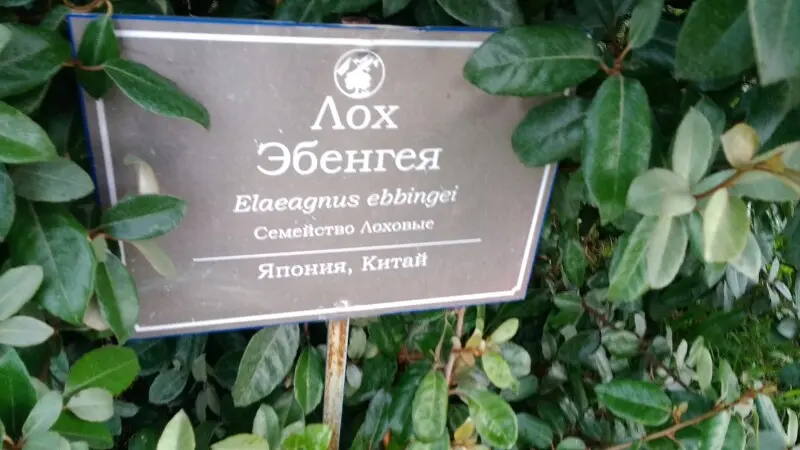 Лох
Эбенгея
Elaeagnus ebbingei
Семейство Лоховые
Япония, Китай